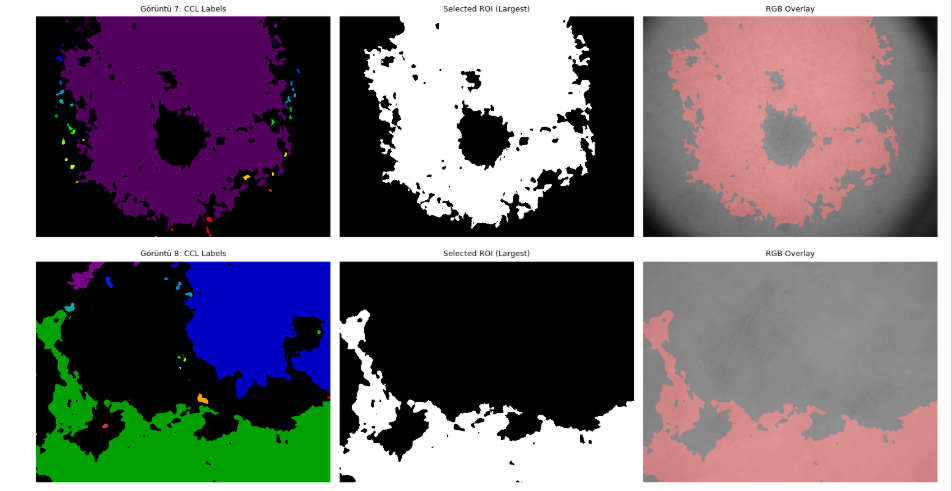 Görüntü 7: CCL Labels
Selected ROI (Largest)
RGB Overlay
Görüntü 8: CCL Labels
Selected ROI (Largest)
RGB Overlay